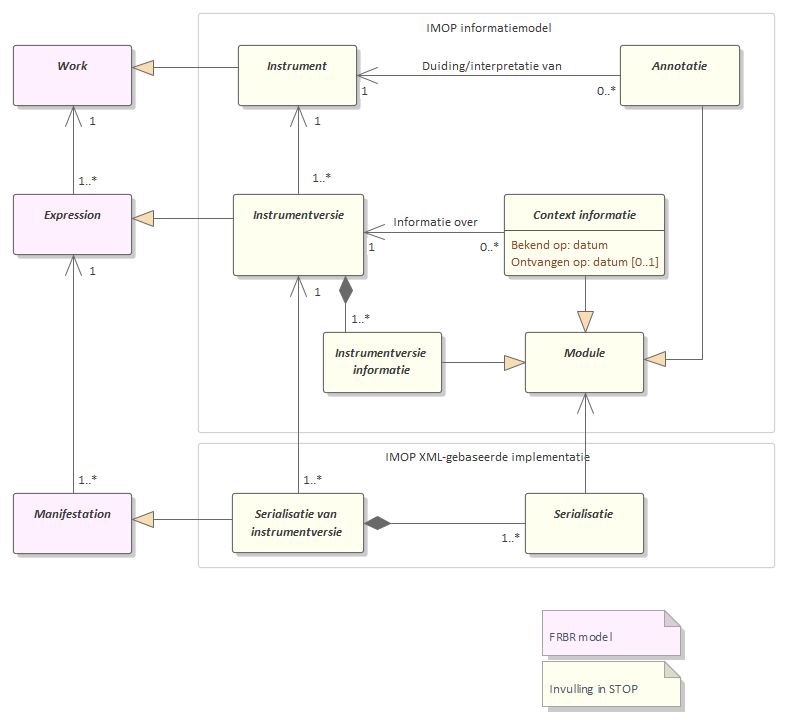 IMOP informatiemodel
Work
Instrument
Duiding/interpretatie van
Annotatie
1
0..*
1
1
1..*
1..*
Expression
Instrumentversie
Informatie over
Context informatie
1
0..*
Bekend op: datum
Ontvangen op: datum [0..1]
1
1
1..*
Instrumentversie
informatie
Module
IMOP XML-gebaseerde implementatie
1..*
1..*
Manifestation
Serialisatie van
instrumentversie
Serialisatie
1..*
FRBR model
Invulling in STOP